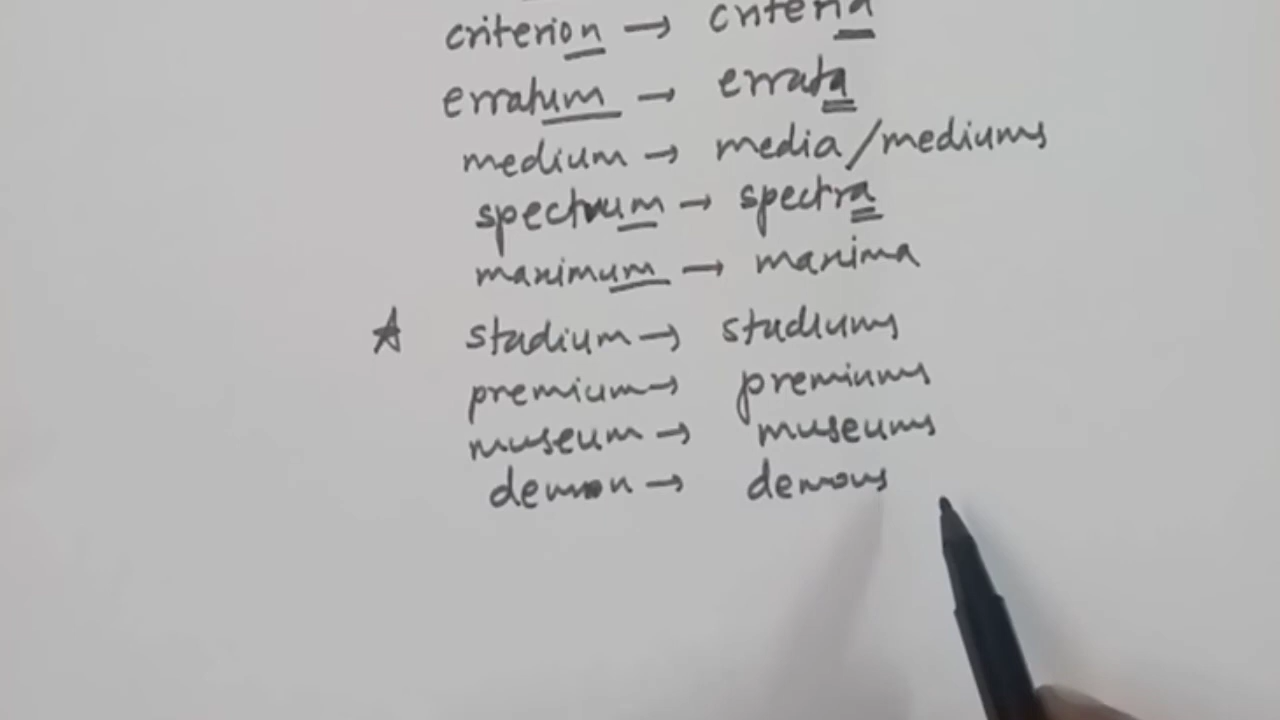 criterion → criteria
erratum → errata
medium → media/mediums
spectrum → spectra
maximum → maxima
☆ stadium → stadiums
premium → premiums
museum → museums
demon → demons